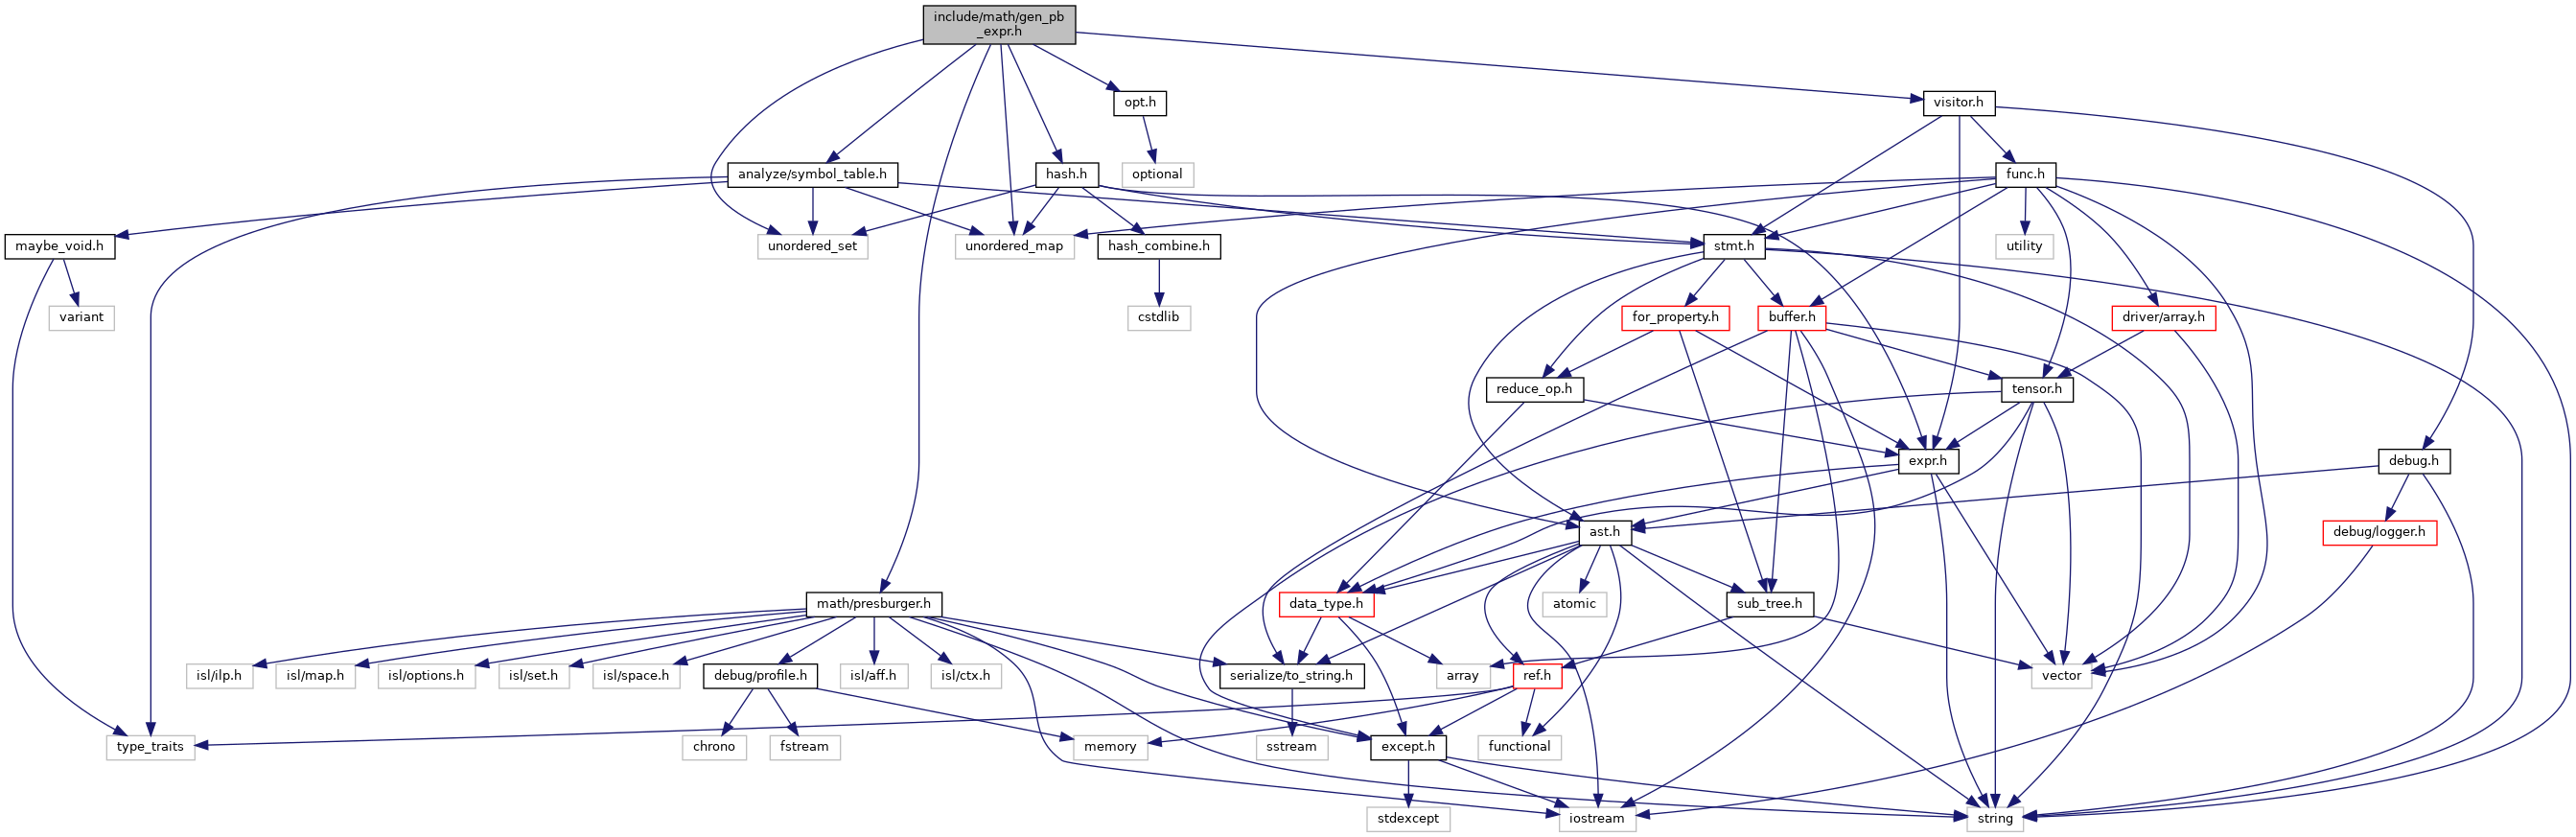 include/math/gen_pb
_expr.h
opt.h
visitor.h
analyze/symbol_table.h
hash.h
optional
func.h
maybe_void.h
unordered_set
unordered_map
hash_combine.h
stmt.h
utility
variant
cstdlib
for_property.h
buffer.h
driver/array.h
reduce_op.h
tensor.h
expr.h
debug.h
ast.h
debug/logger.h
math/presburger.h
data_type.h
atomic
sub_tree.h
isl/ilp.h
isl/map.h
isl/options.h
isl/set.h
isl/space.h
debug/profile.h
isl/aff.h
isl/ctx.h
serialize/to_string.h
array
ref.h
vector
type_traits
chrono
fstream
memory
sstream
except.h
functional
stdexcept
iostream
string